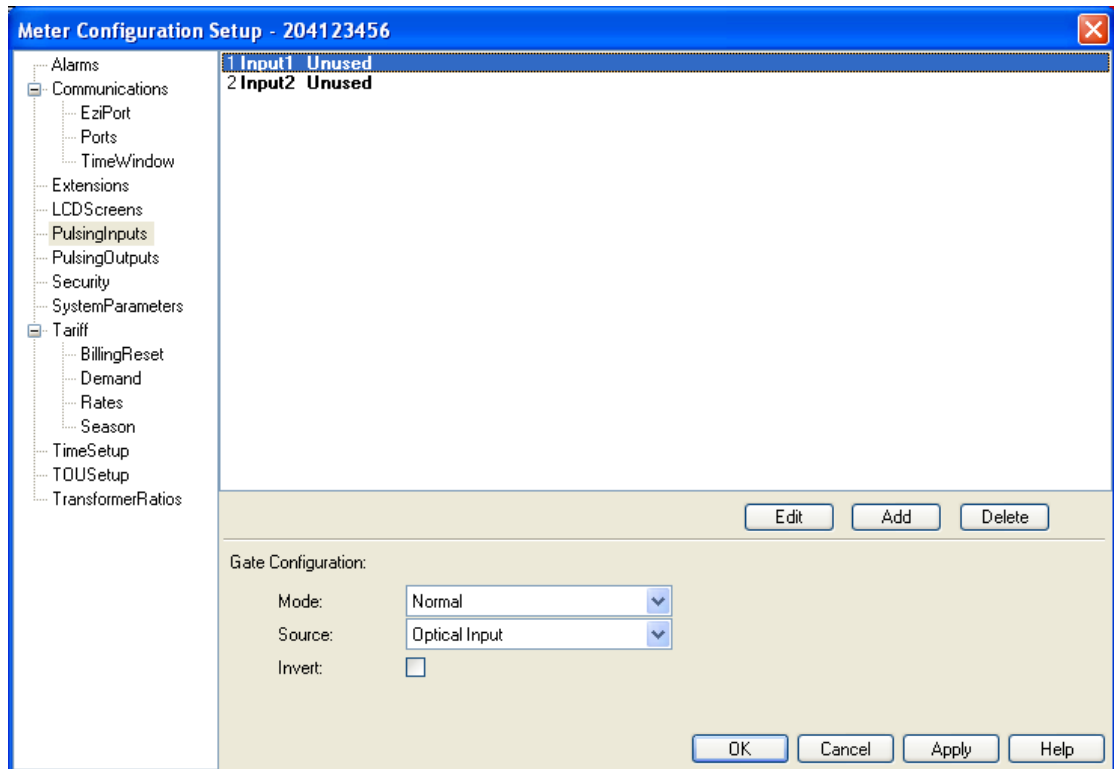 Meter Configuration Setup - 204123456
Alarms
Communications
EziPort
Ports
TimeWindow
Extensions
LCDScreens
PulsingInputs
PulsingOutputs
Security
SystemParameters
Tariff
BillingReset
Demand
Rates
Season
TimeSetup
TOUSetup
TransformerRatios
1 Input1 Unused
2 Input2 Unused
Edit Add Delete
Gate Configuration:
Mode: Normal
Source: Optical Input
Invert:
OK Cancel Apply Help